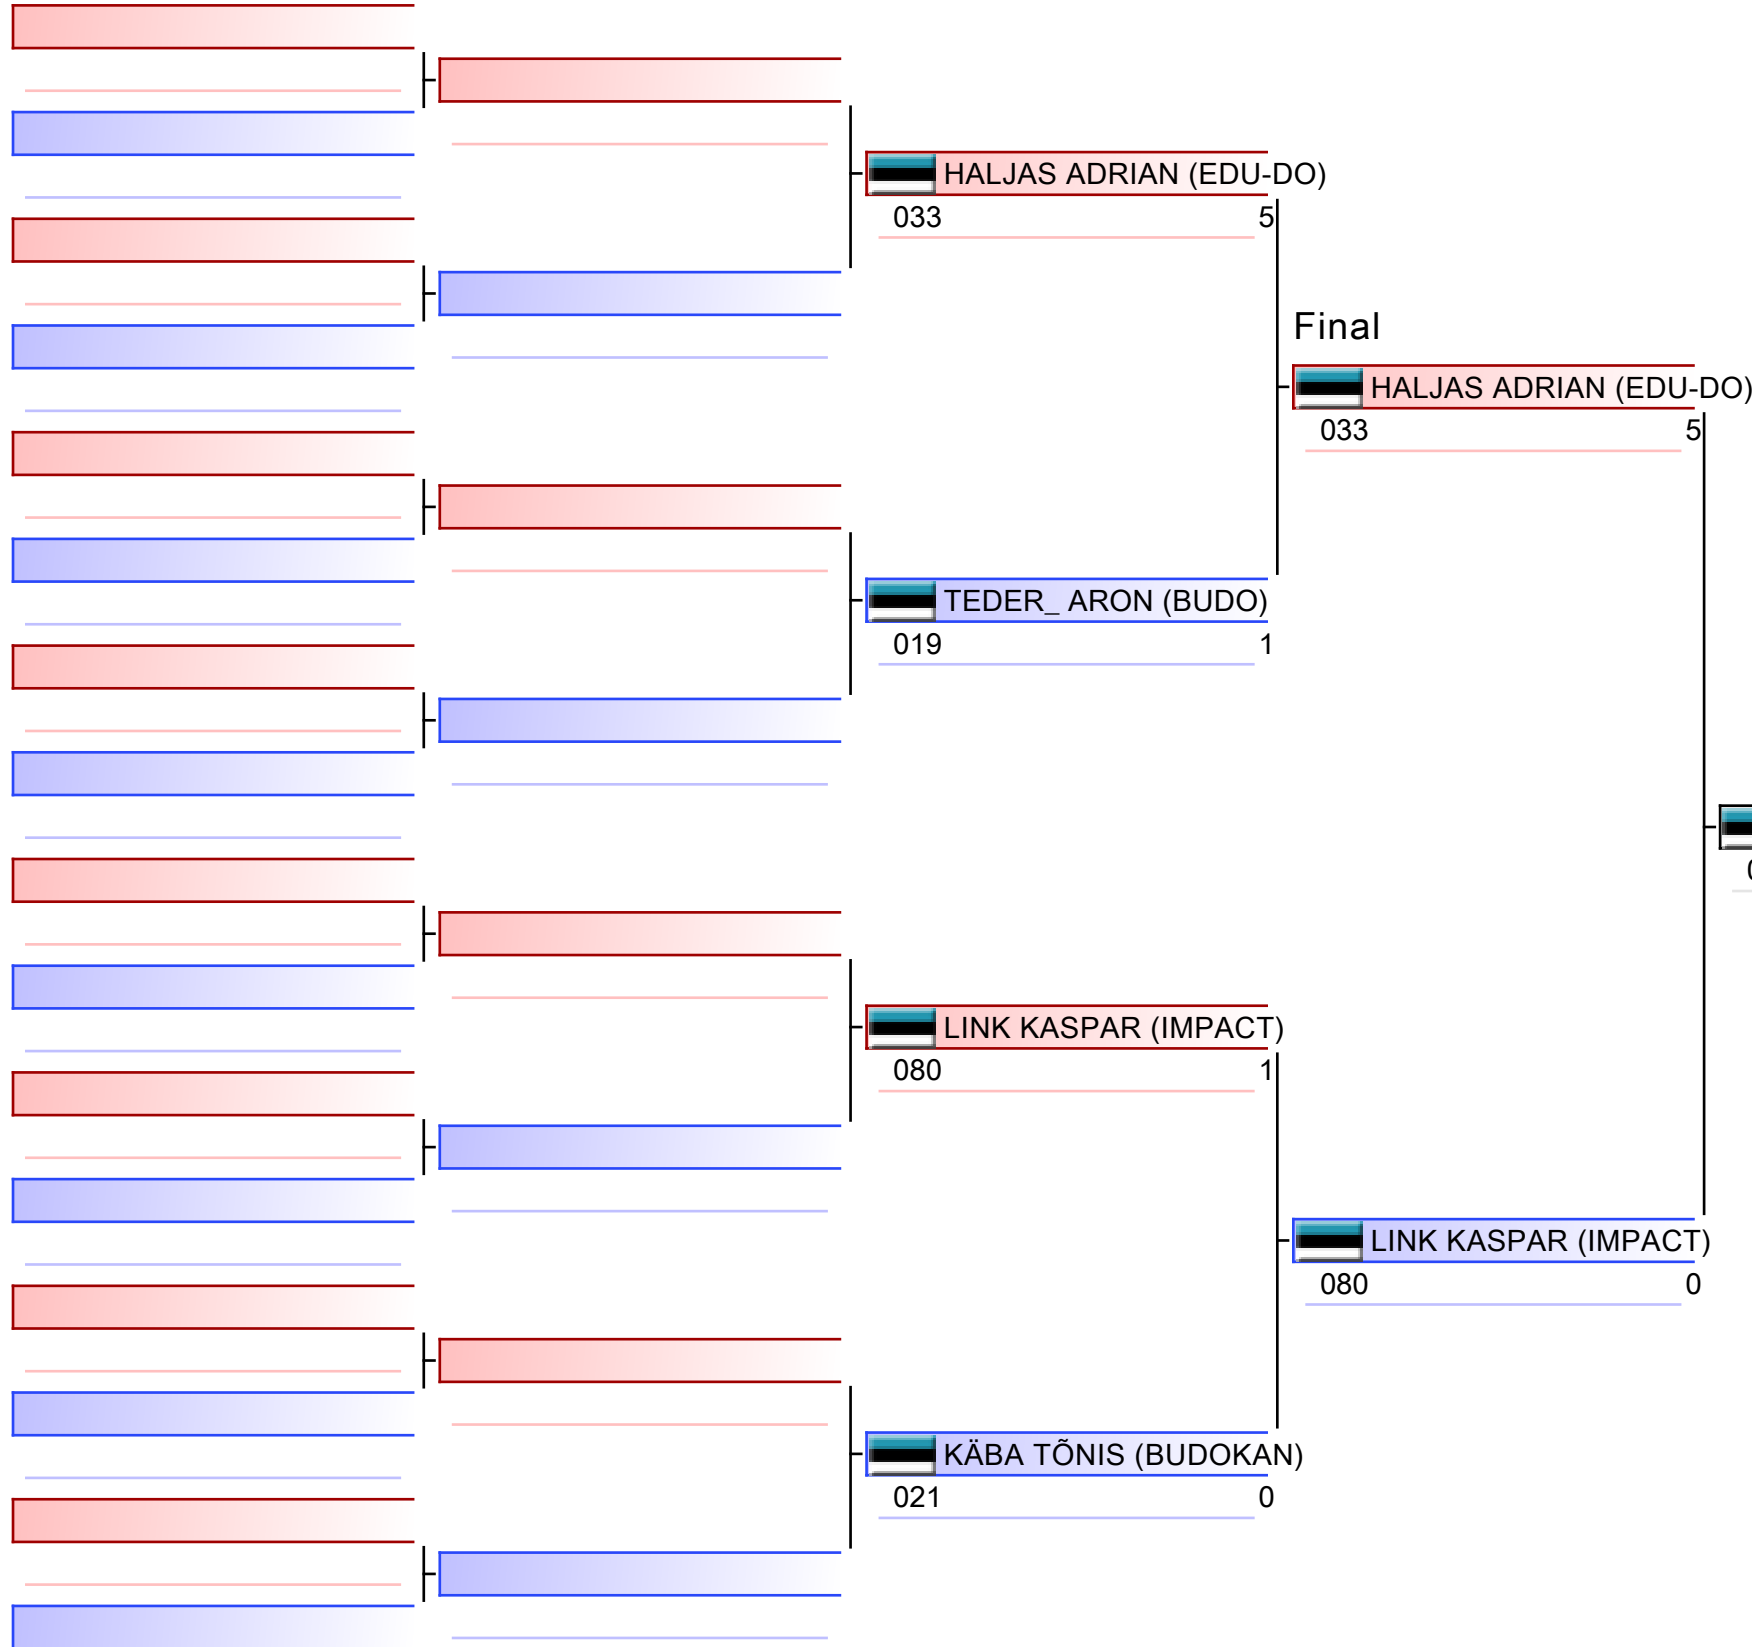 HALJAS ADRIAN (EDU-DO)
033 5
Final
HALJAS ADRIAN (EDU-DO)
033 5
TEDER_ ARON (BUDO)
019 1
LINK KASPAR (IMPACT)
080 1
LINK KASPAR (IMPACT)
080 0
KÄBA TÕNIS (BUDOKAN)
021 0